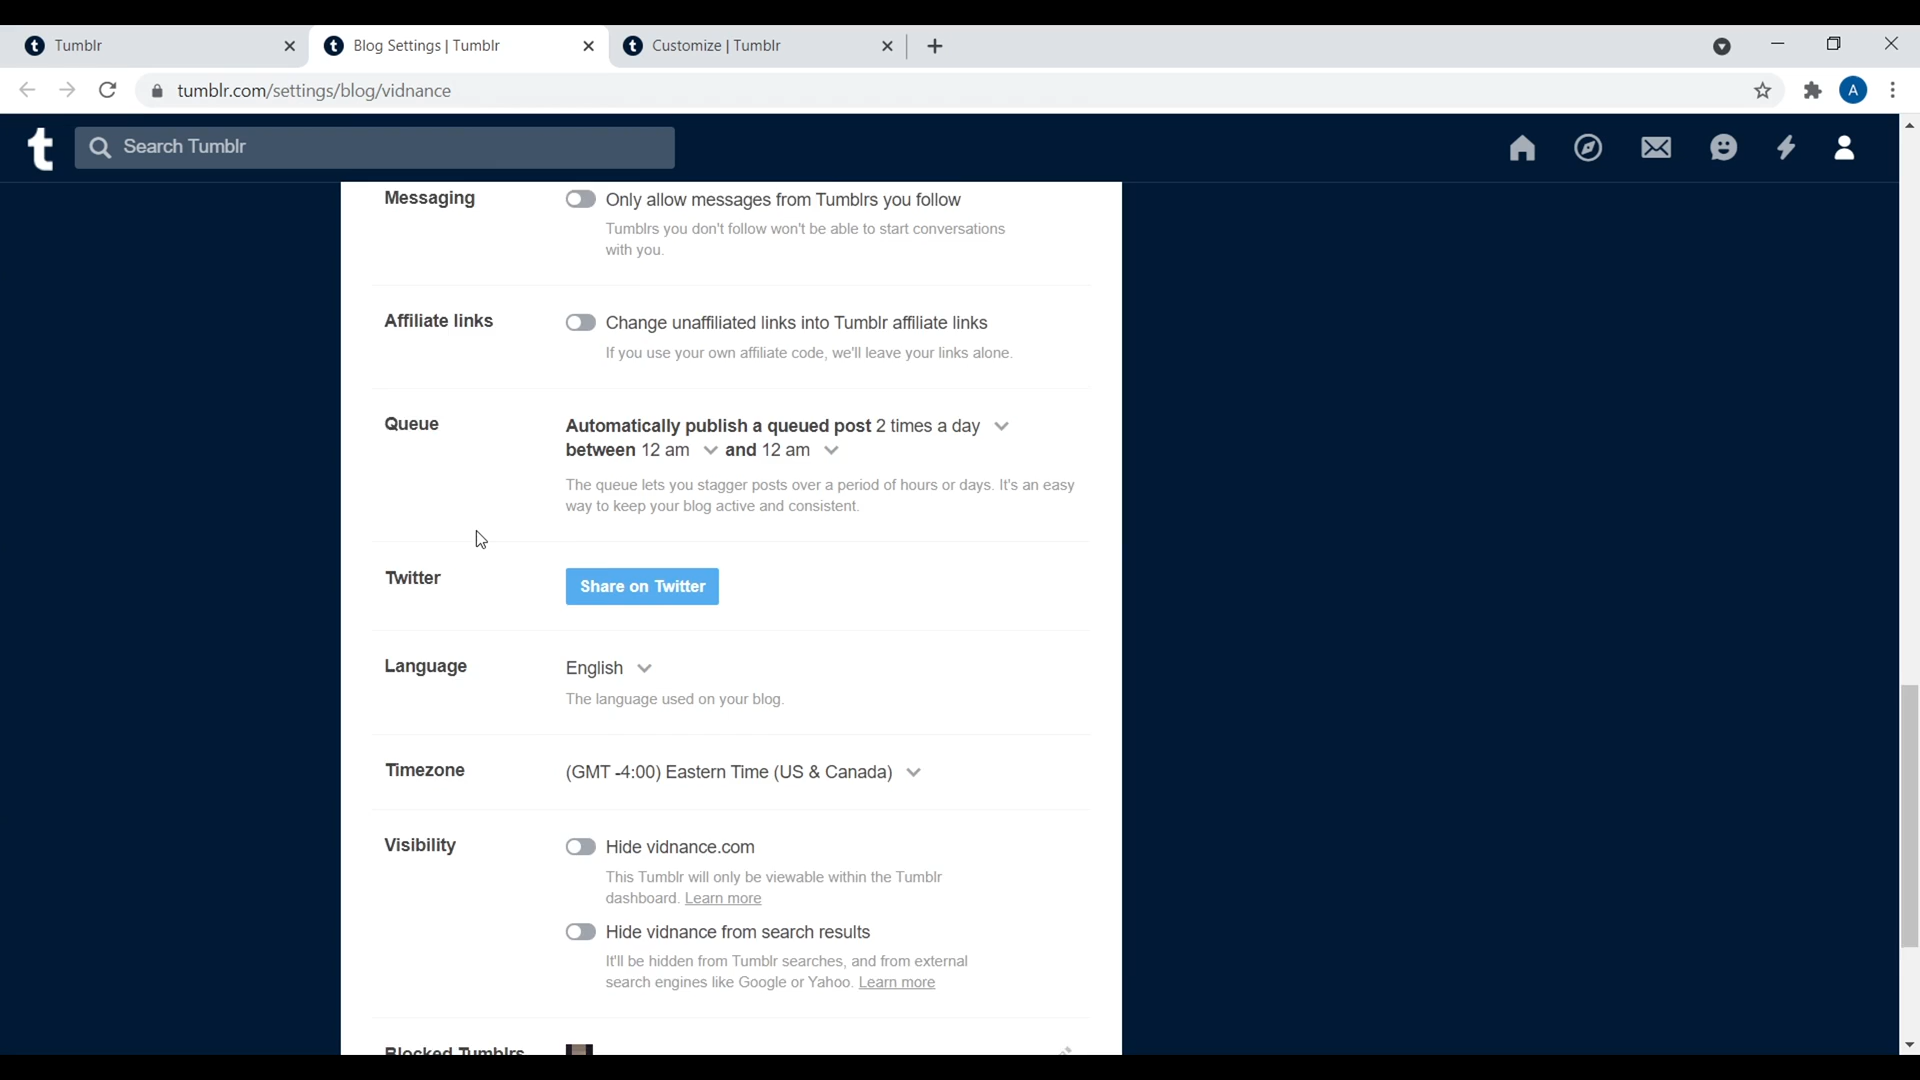 Tumblr
Blog Settings | Tumblr
Customize | Tumblr
tumblr.com/settings/blog/vidnance
A
t
Search Tumblr
Messaging
Only allow messages from Tumblrs you follow
Tumblrs you don't follow won't be able to start conversations
with you.
Affiliate links
Change unaffiliated links into Tumblr affiliate links
If you use your own affiliate code, we'll leave your links alone.
Queue
Automatically publish a queued post 2 times a day
between 12 am and 12 am
The queue lets you stagger posts over a period of hours or days. It's an easy
way to keep your blog active and consistent.
Twitter
Share on Twitter
Language
English
The language used on your blog.
Timezone
(GMT -4:00) Eastern Time (US & Canada)
Visibility
Hide vidnance.com
This Tumblr will only be viewable within the Tumblr
dashboard. Learn more
Hide vidnance from search results
It'll be hidden from Tumblr searches, and from external
search engines like Google or Yahoo. Learn more
Blocked Tumblrs